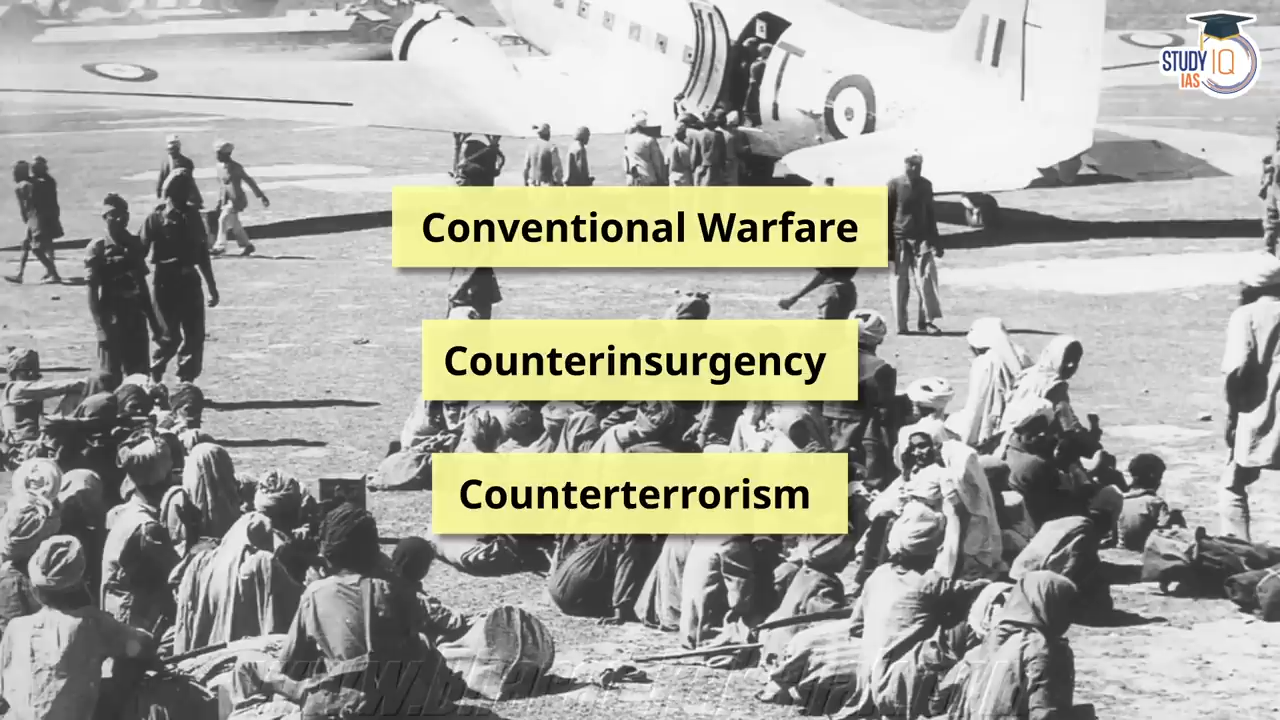 STUDY IQ
IAS
Conventional Warfare
Counterinsurgency
Counterterrorism